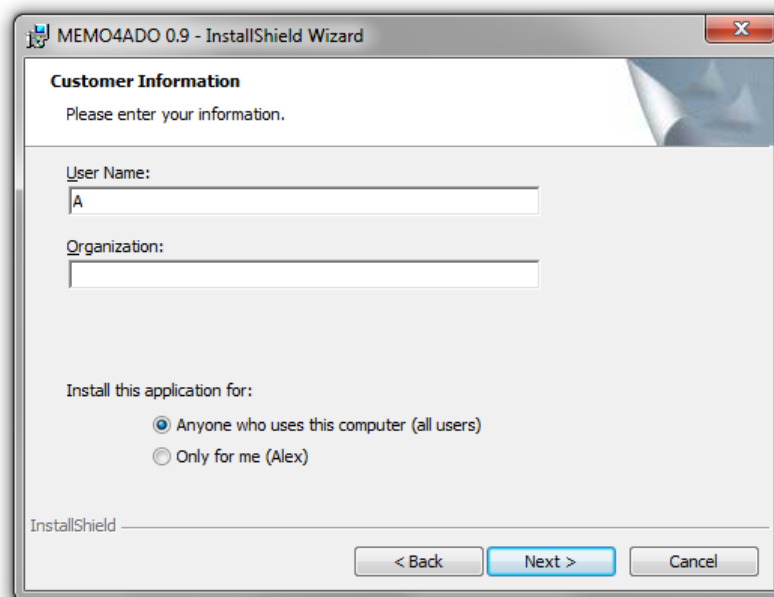 MEMO4ADO 0.9 - InstallShield Wizard
Customer Information
Please enter your information.
User Name:
A
Organization:
Install this application for:
Anyone who uses this computer (all users)
Only for me (Alex)
InstallShield
< Back Next > Cancel